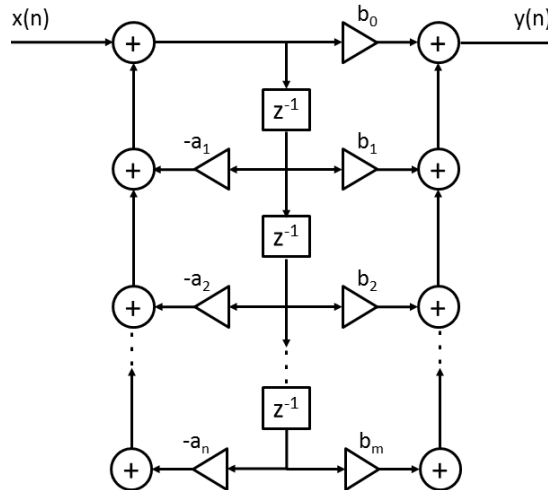 x(n) b₀ y(n)
+ +
z⁻¹
-a₁ b₁
+ +
z⁻¹
-a₂ b₂
+ +
z⁻¹
-aₙ bₘ
+ +